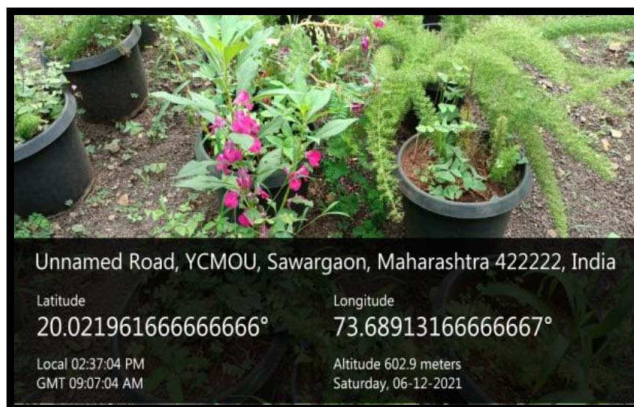 Unnamed Road, YCMOU, Sawargaon, Maharashtra 422222, India
Latitude
20.021961666666666°
Longitude
73.68913166666667°
Local 02:37:04 PM
GMT 09:07:04 AM
Altitude 602.9 meters
Saturday, 06-12-2021